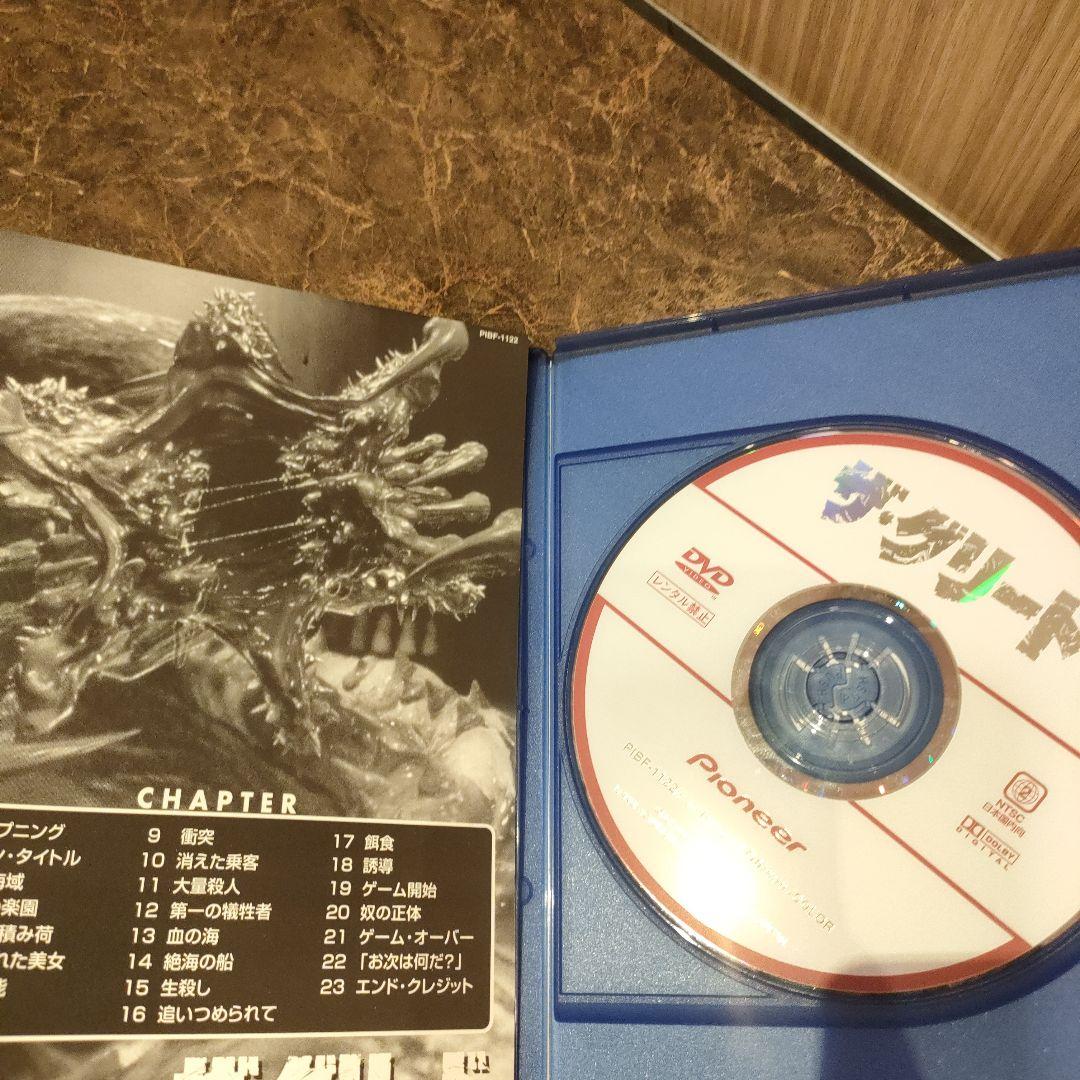 PIBF-1122
CHAPTER
プニング
ン・タイトル
海域
楽園
積み荷
れた美女
9 衝突
10 消えた乗客
11 大量殺人
12 第一の犠牲者
13 血の海
14 絶海の船
15 生殺し
16 追いつめられて
17 餌食
18 誘導
19 ゲーム開始
20 奴の正体
21 ゲーム・オーバー
22 「お次は何だ?」
23 エンド・クレジット
ザ・グリード
DVD
VIDEO
レンタル禁止
PIBF-1122
Pioneer
COLOR
2
NTSC
日本国内向
DOLBY
DIGITAL